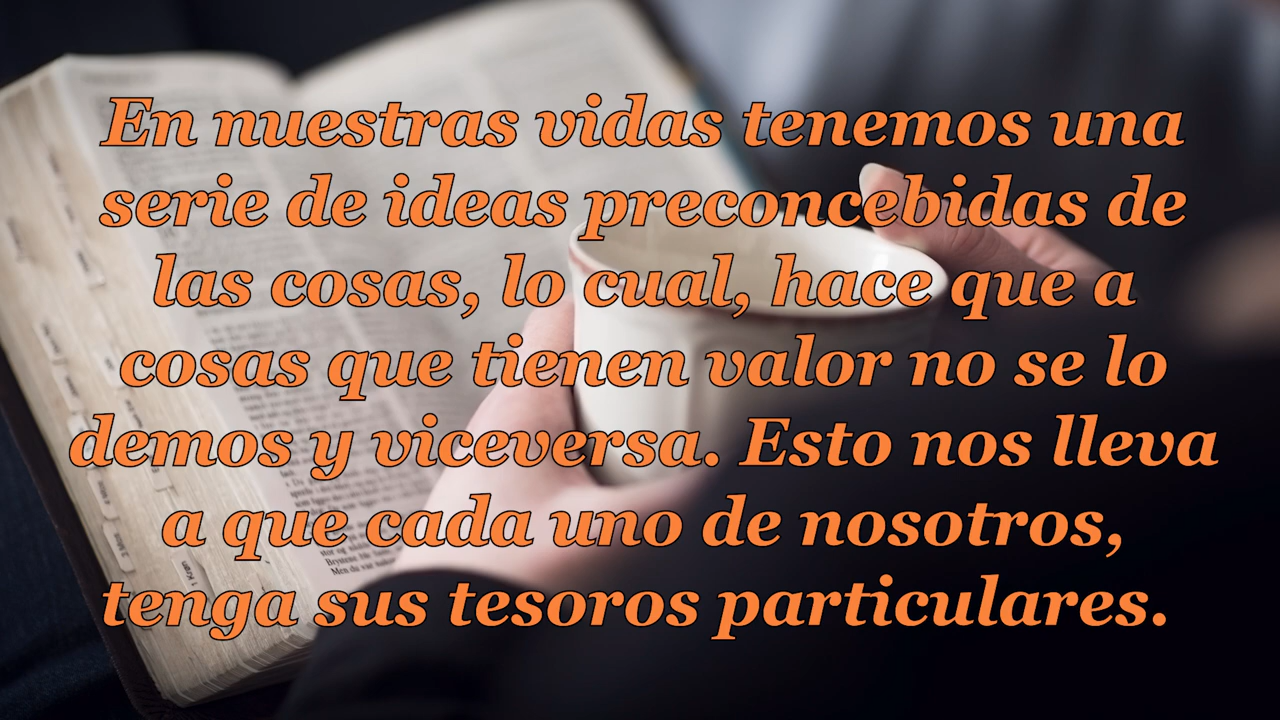 En nuestras vidas tenemos una
serie de ideas preconcebidas de
las cosas, lo cual, hace que a
cosas que tienen valor no se lo
demos y viceversa. Esto nos lleva
a que cada uno de nosotros,
tenga sus tesoros particulares.